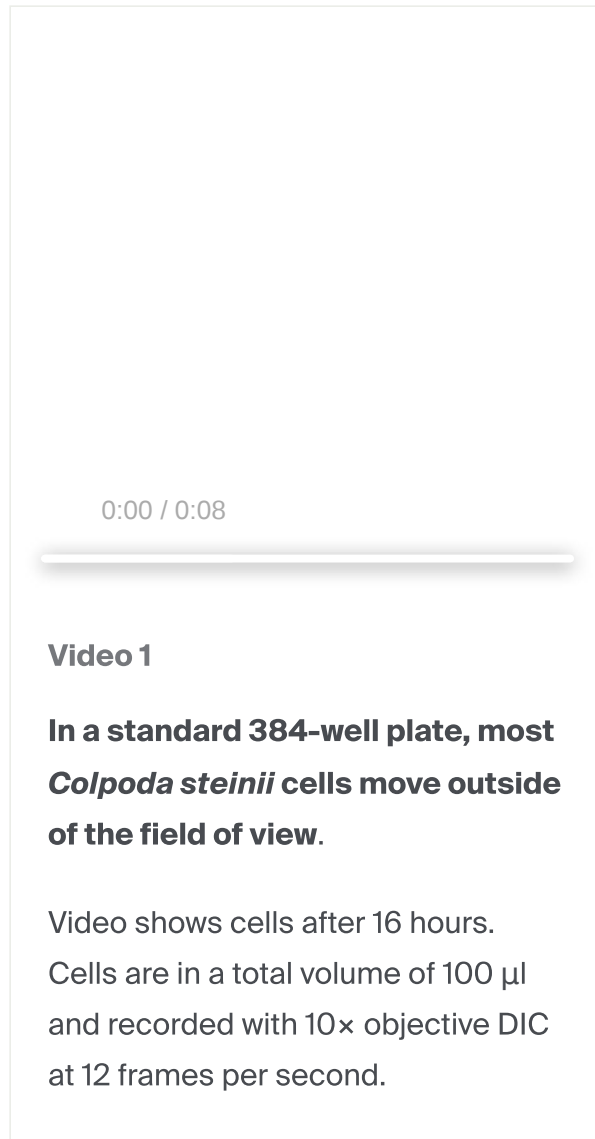 0:00 / 0:08
Video 1
In a standard 384-well plate, most
Colpoda steinii cells move outside
of the field of view.
Video shows cells after 16 hours.
Cells are in a total volume of 100 µl
and recorded with 10× objective DIC
at 12 frames per second.